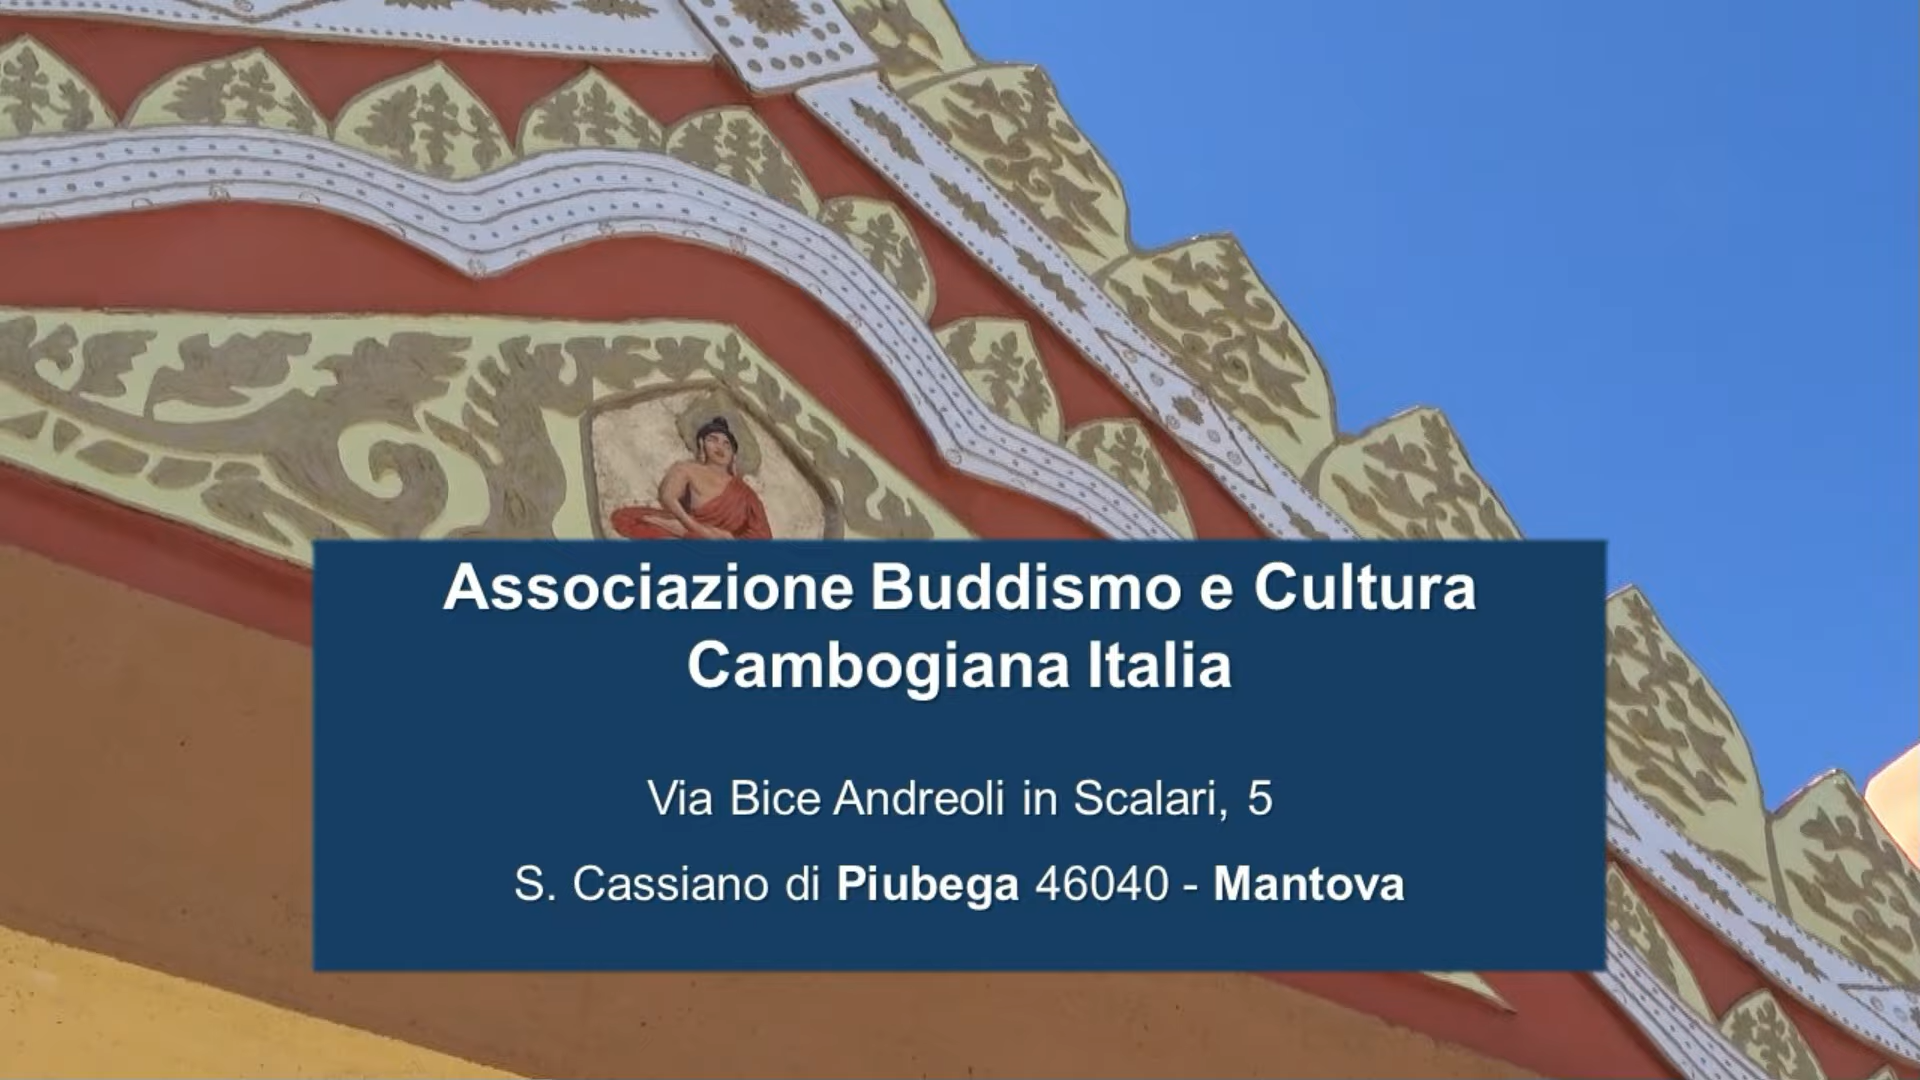 Associazione Buddismo e Cultura
Cambogiana Italia
Via Bice Andreoli in Scalari, 5
S. Cassiano di Piubega 46040 - Mantova